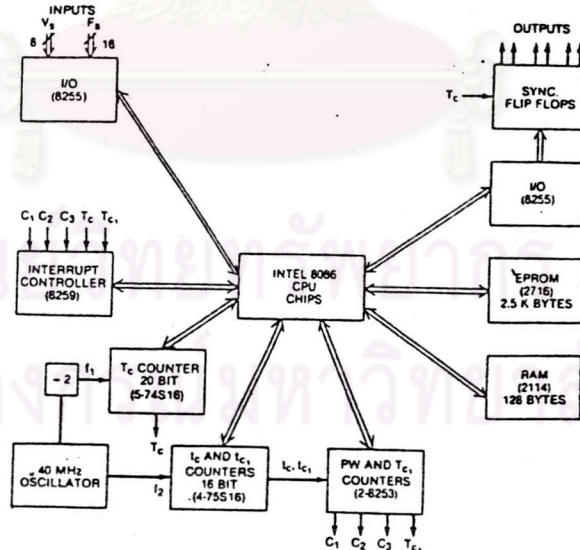 INPUTS
Vs Fs
6 16
I/O
(8255)
OUTPUTS
Tc
SYNC.
FLIP FLOPS
I/O
(8255)
C1 C2 C3 Tc Tc1
INTERRUPT
CONTROLLER
(8259)
INTEL 8086
CPU
CHIPS
EPROM
(2716)
2.5 K BYTES
RAM
(2114)
128 BYTES
÷2
f1
Tc COUNTER
20 BIT
(5-74S16)
Tc
40 MHz
OSCILLATOR
f2
tc AND tc1
COUNTERS
16 BIT
(4-75S16)
tc, tc1
PW AND Tc1
COUNTERS
(2-8253)
C1 C2 C3 Tc1